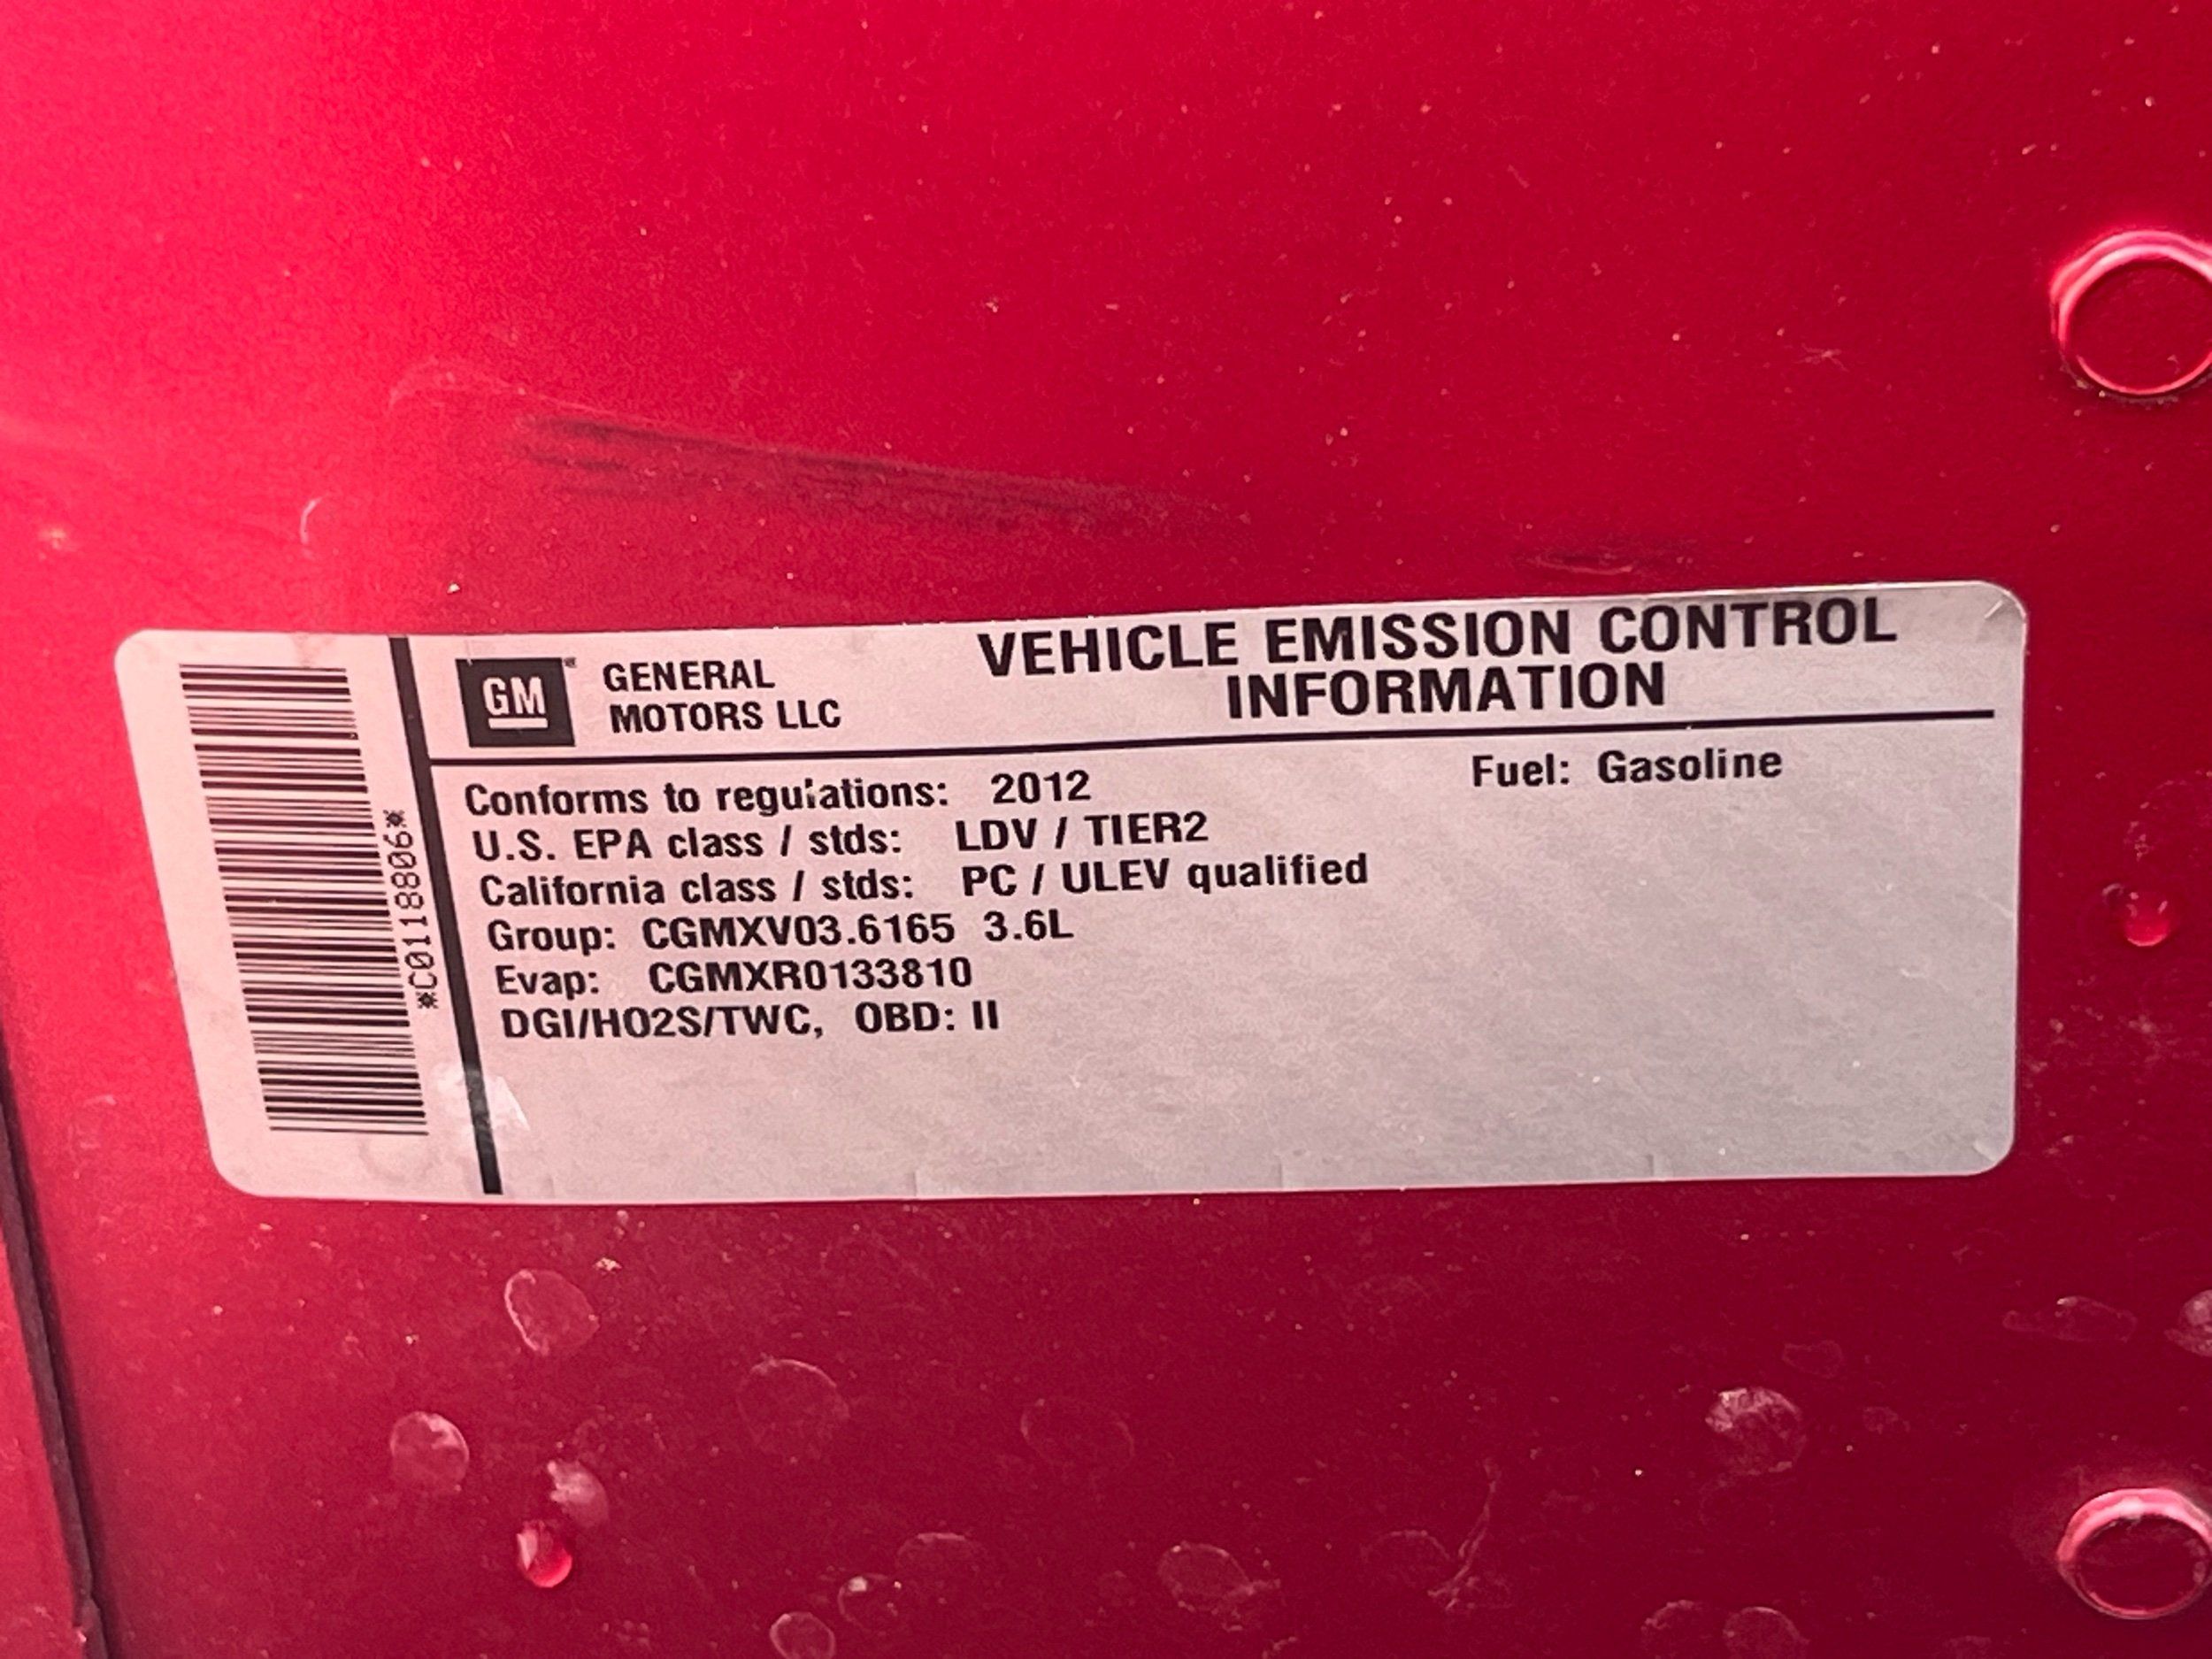 GM
GENERAL
MOTORS LLC
VEHICLE EMISSION CONTROL
INFORMATION
Conforms to regulations: 2012
Fuel: Gasoline
U.S. EPA class / stds: LDV / TIER2
California class / stds: PC / ULEV qualified
Group: CGMXV03.6165 3.6L
Evap: CGMXR0133810
DGI/HO2S/TWC, OBD: II
*C0118806*